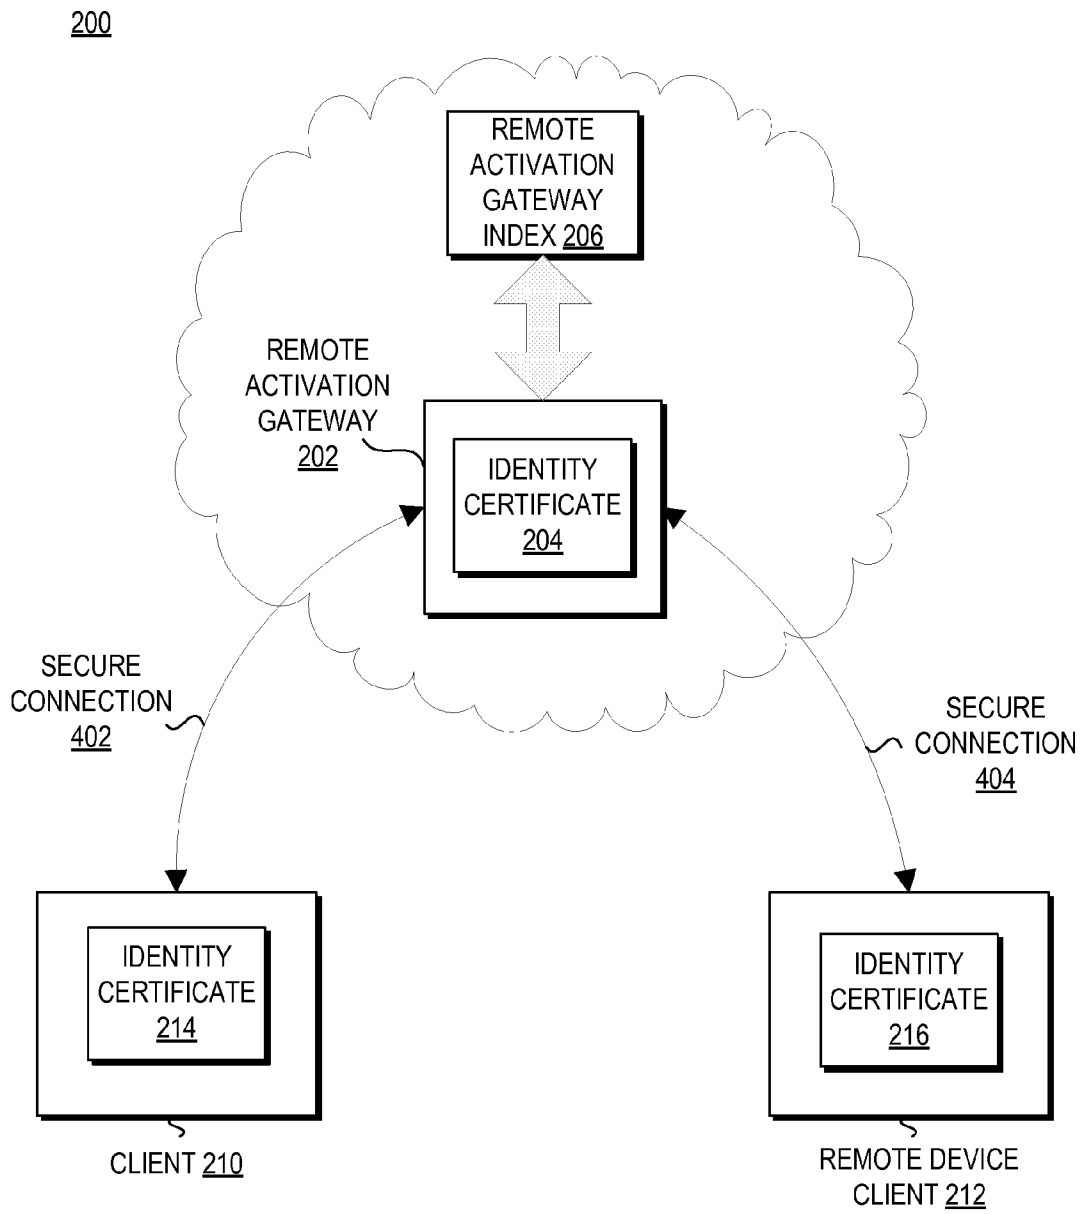 200
REMOTE
ACTIVATION
GATEWAY
INDEX 206
REMOTE
ACTIVATION
GATEWAY
202
IDENTITY
CERTIFICATE
204
SECURE
CONNECTION
402
SECURE
CONNECTION
404
IDENTITY
CERTIFICATE
214
IDENTITY
CERTIFICATE
216
CLIENT 210
REMOTE DEVICE
CLIENT 212